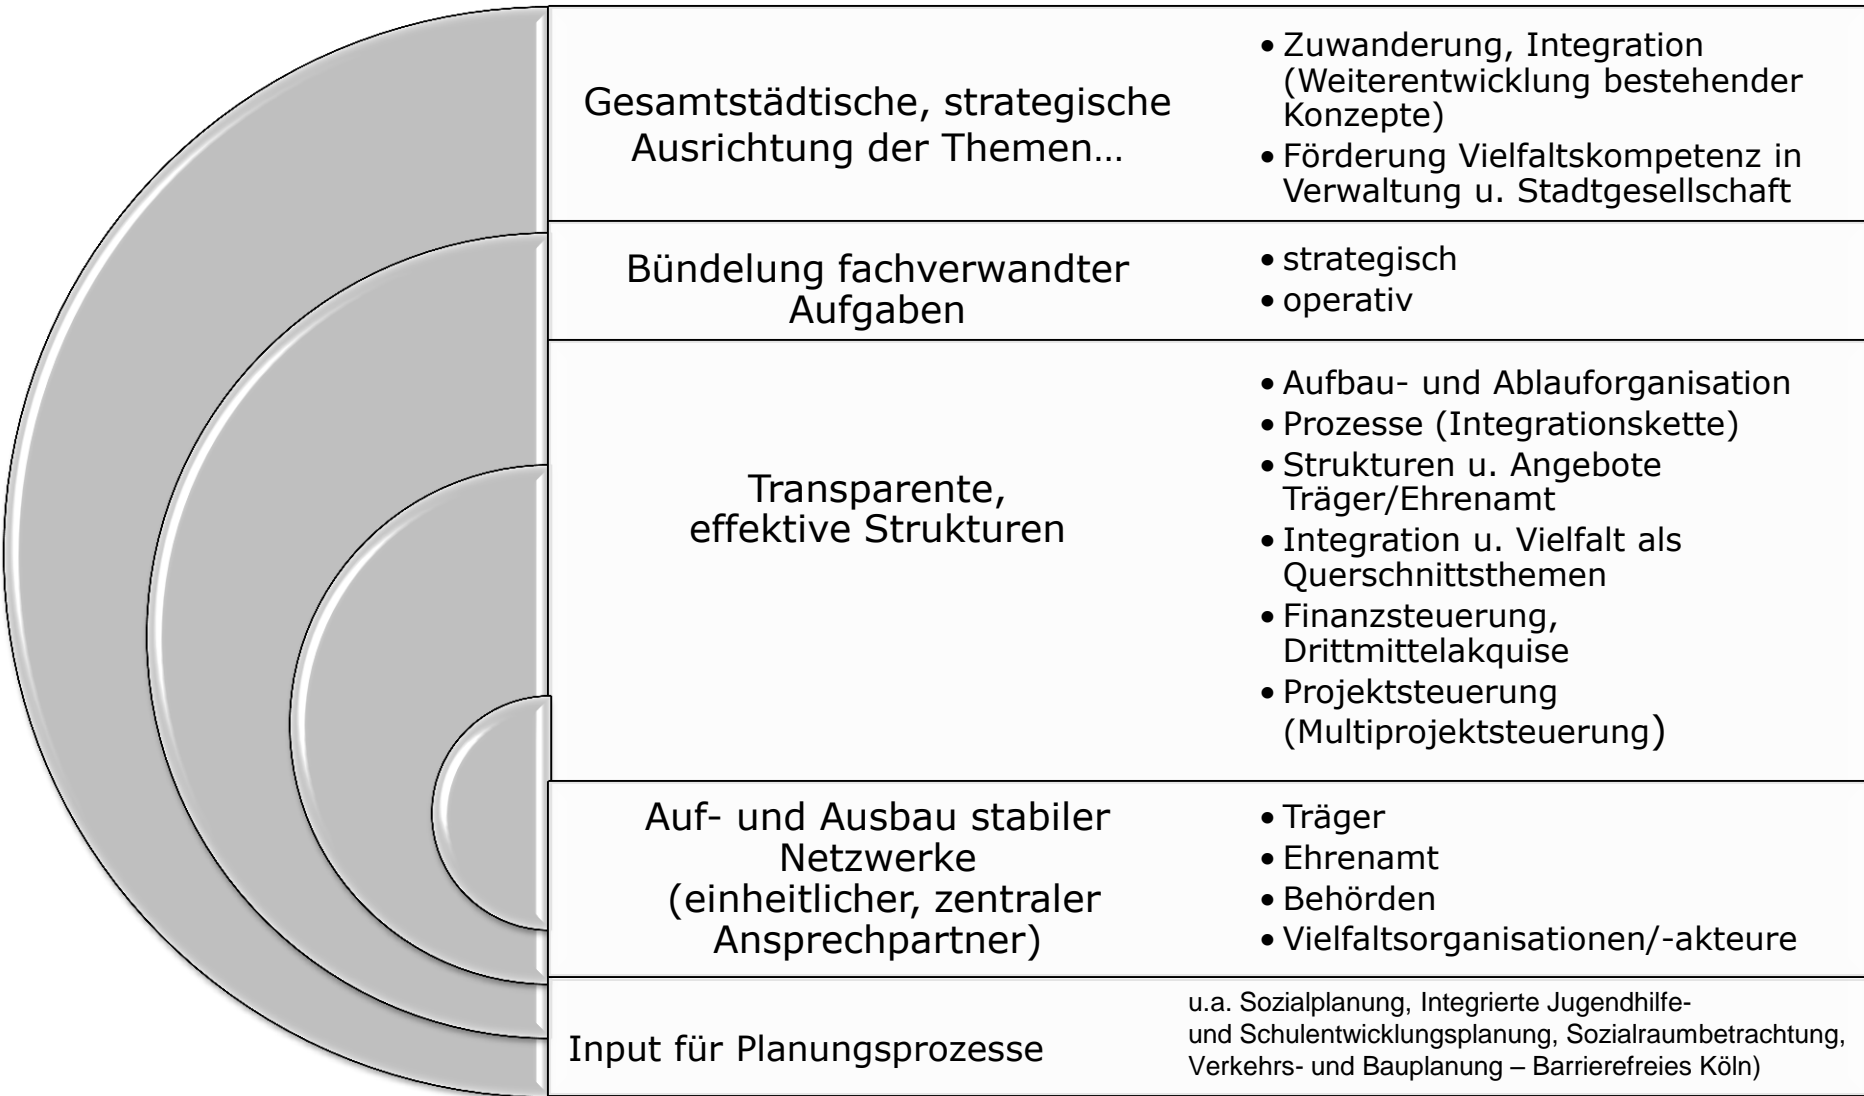 Gesamtstädtische, strategische
Ausrichtung der Themen...
• Zuwanderung, Integration
(Weiterentwicklung bestehender
Konzepte)
• Förderung Vielfaltskompetenz in
Verwaltung u. Stadtgesellschaft
Bündelung fachverwandter
Aufgaben
• strategisch
• operativ
Transparente,
effektive Strukturen
• Aufbau- und Ablauforganisation
• Prozesse (Integrationskette)
• Strukturen u. Angebote
Träger/Ehrenamt
• Integration u. Vielfalt als
Querschnittsthemen
• Finanzsteuerung,
Drittmittelakquise
• Projektsteuerung
(Multiprojektsteuerung)
Auf- und Ausbau stabiler
Netzwerke
(einheitlicher, zentraler
Ansprechpartner)
• Träger
• Ehrenamt
• Behörden
• Vielfaltsorganisationen/-akteure
Input für Planungsprozesse
u.a. Sozialplanung, Integrierte Jugendhilfe-
und Schulentwicklungsplanung, Sozialraumbetrachtung,
Verkehrs- und Bauplanung – Barrierefreies Köln)